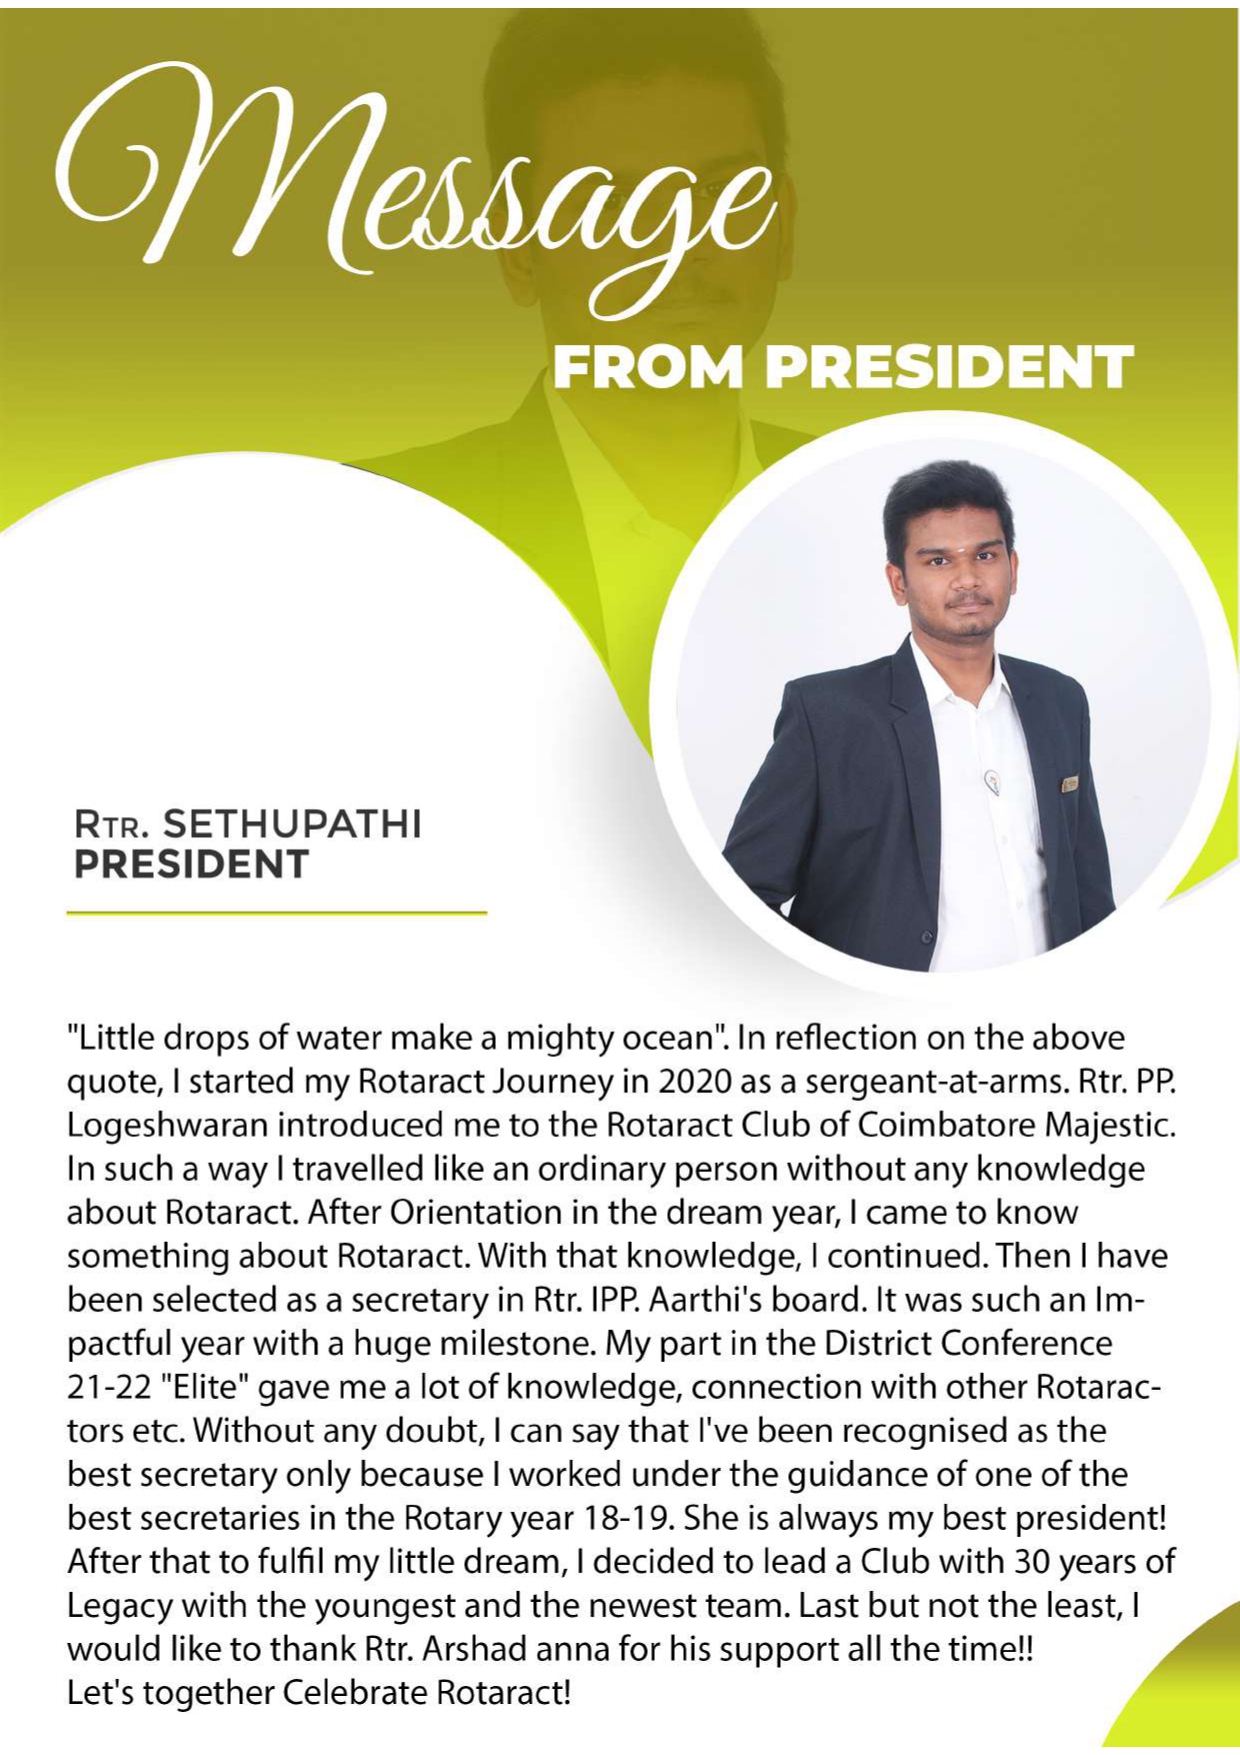 Message
FROM PRESIDENT
RTR. SETHUPATHI
PRESIDENT
"Little drops of water make a mighty ocean". In reflection on the above
quote, I started my Rotaract Journey in 2020 as a sergeant-at-arms. Rtr. PP.
Logeshwaran introduced me to the Rotaract Club of Coimbatore Majestic.
In such a way I travelled like an ordinary person without any knowledge
about Rotaract. After Orientation in the dream year, I came to know
something about Rotaract. With that knowledge, I continued. Then I have
been selected as a secretary in Rtr. IPP. Aarthi's board. It was such an Im-
pactful year with a huge milestone. My part in the District Conference
21-22 "Elite" gave me a lot of knowledge, connection with other Rotarac-
tors etc. Without any doubt, I can say that I've been recognised as the
best secretary only because I worked under the guidance of one of the
best secretaries in the Rotary year 18-19. She is always my best president!
After that to fulfil my little dream, I decided to lead a Club with 30 years of
Legacy with the youngest and the newest team. Last but not the least, I
would like to thank Rtr. Arshad anna for his support all the time!!
Let's together Celebrate Rotaract!